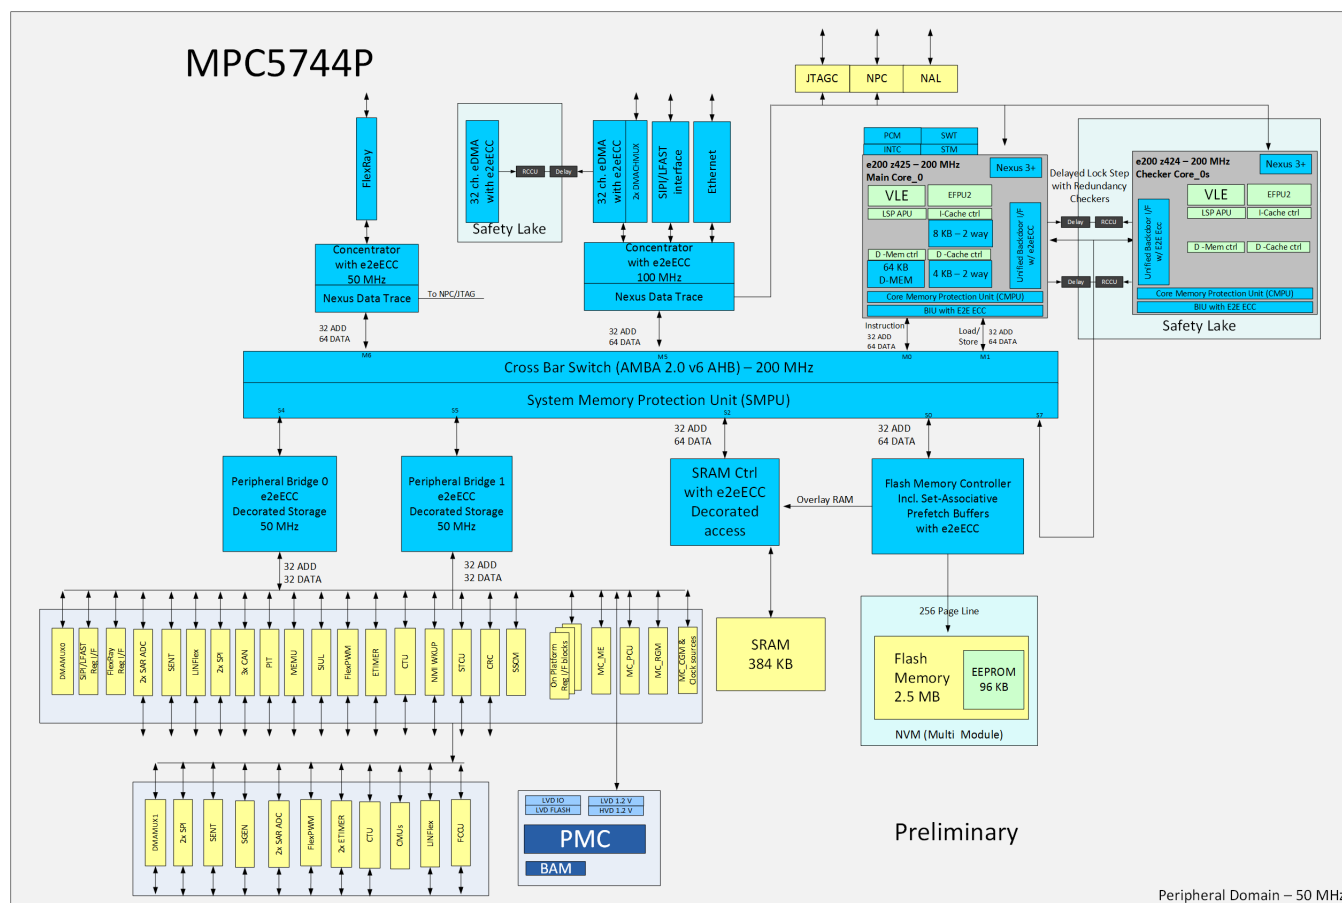 MPC5744P
JTAGC
NPC
NAL
FlexRay
32 ch. eDMA
with e2eECC
RCCU
Delay
Safety Lake
32 ch. eDMA
with e2eECC
2x DMACHMUX
SIPI/LFAST
interface
Ethernet
PCM
SWT
INTC
STM
e200 z425 – 200 MHz
Main Core_0
Nexus 3+
VLE
EFPU2
LSP APU
I-Cache ctrl
8 KB – 2 way
D -Mem ctrl
D -Cache ctrl
64 KB
D-MEM
4 KB – 2 way
Unified Backdoor I/F
w/ e2eECC
Core Memory Protection Unit (CMPU)
BIU with E2E ECC
Delayed Lock Step
with Redundancy
Checkers
Delay
RCCU
Delay
RCCU
e200 z424 – 200 MHz
Checker Core_0s
Nexus 3+
VLE
EFPU2
LSP APU
I-Cache ctrl
D -Mem ctrl
D -Cache ctrl
Unified Backdoor I/F
w/ E2E ECC
Core Memory Protection Unit (CMPU)
BIU with E2E ECC
Safety Lake
Concentrator
with e2eECC
50 MHz
Nexus Data Trace
To NPC/JTAG
Concentrator
with e2eECC
100 MHz
Nexus Data Trace
32 ADD
64 DATA
M6
32 ADD
64 DATA
M5
Instruction
32 ADD
64 DATA
M0
Load/
Store
32 ADD
64 DATA
M1
Cross Bar Switch (AMBA 2.0 v6 AHB) – 200 MHz
System Memory Protection Unit (SMPU)
S4
S5
S2
S0
S7
32 ADD
64 DATA
32 ADD
64 DATA
Peripheral Bridge 0
e2eECC
Decorated Storage
50 MHz
Peripheral Bridge 1
e2eECC
Decorated Storage
50 MHz
SRAM Ctrl
with e2eECC
Decorated
access
Overlay RAM
Flash Memory Controller
Incl. Set-Associative
Prefetch Buffers
with e2eECC
32 ADD
32 DATA
32 ADD
32 DATA
DMAMUX0
SIPI/LFAST
Reg I/F
FlexRay
Reg I/F
2x SAR ADC
SENT
LINFlex
2x SPI
3x CAN
PIT
MEMU
SIUL
FlexPWM
ETIMER
CTU
NMI WKUP
STCU
CRC
SSCM
On Platform
Reg I/F blocks
MC_ME
MC_PCU
MC_RGM
MC_CGM &
Clock sources
SRAM
384 KB
256 Page Line
Flash
Memory
2.5 MB
EEPROM
96 KB
NVM (Multi Module)
DMAMUX1
2x SPI
SENT
SGEN
2x SAR ADC
FlexPWM
2x ETIMER
CTU
CMUs
LINFlex
FCCU
LVD IO
LVD 1.2 V
LVD FLASH
HVD 1.2 V
PMC
BAM
Preliminary
Peripheral Domain – 50 MHz